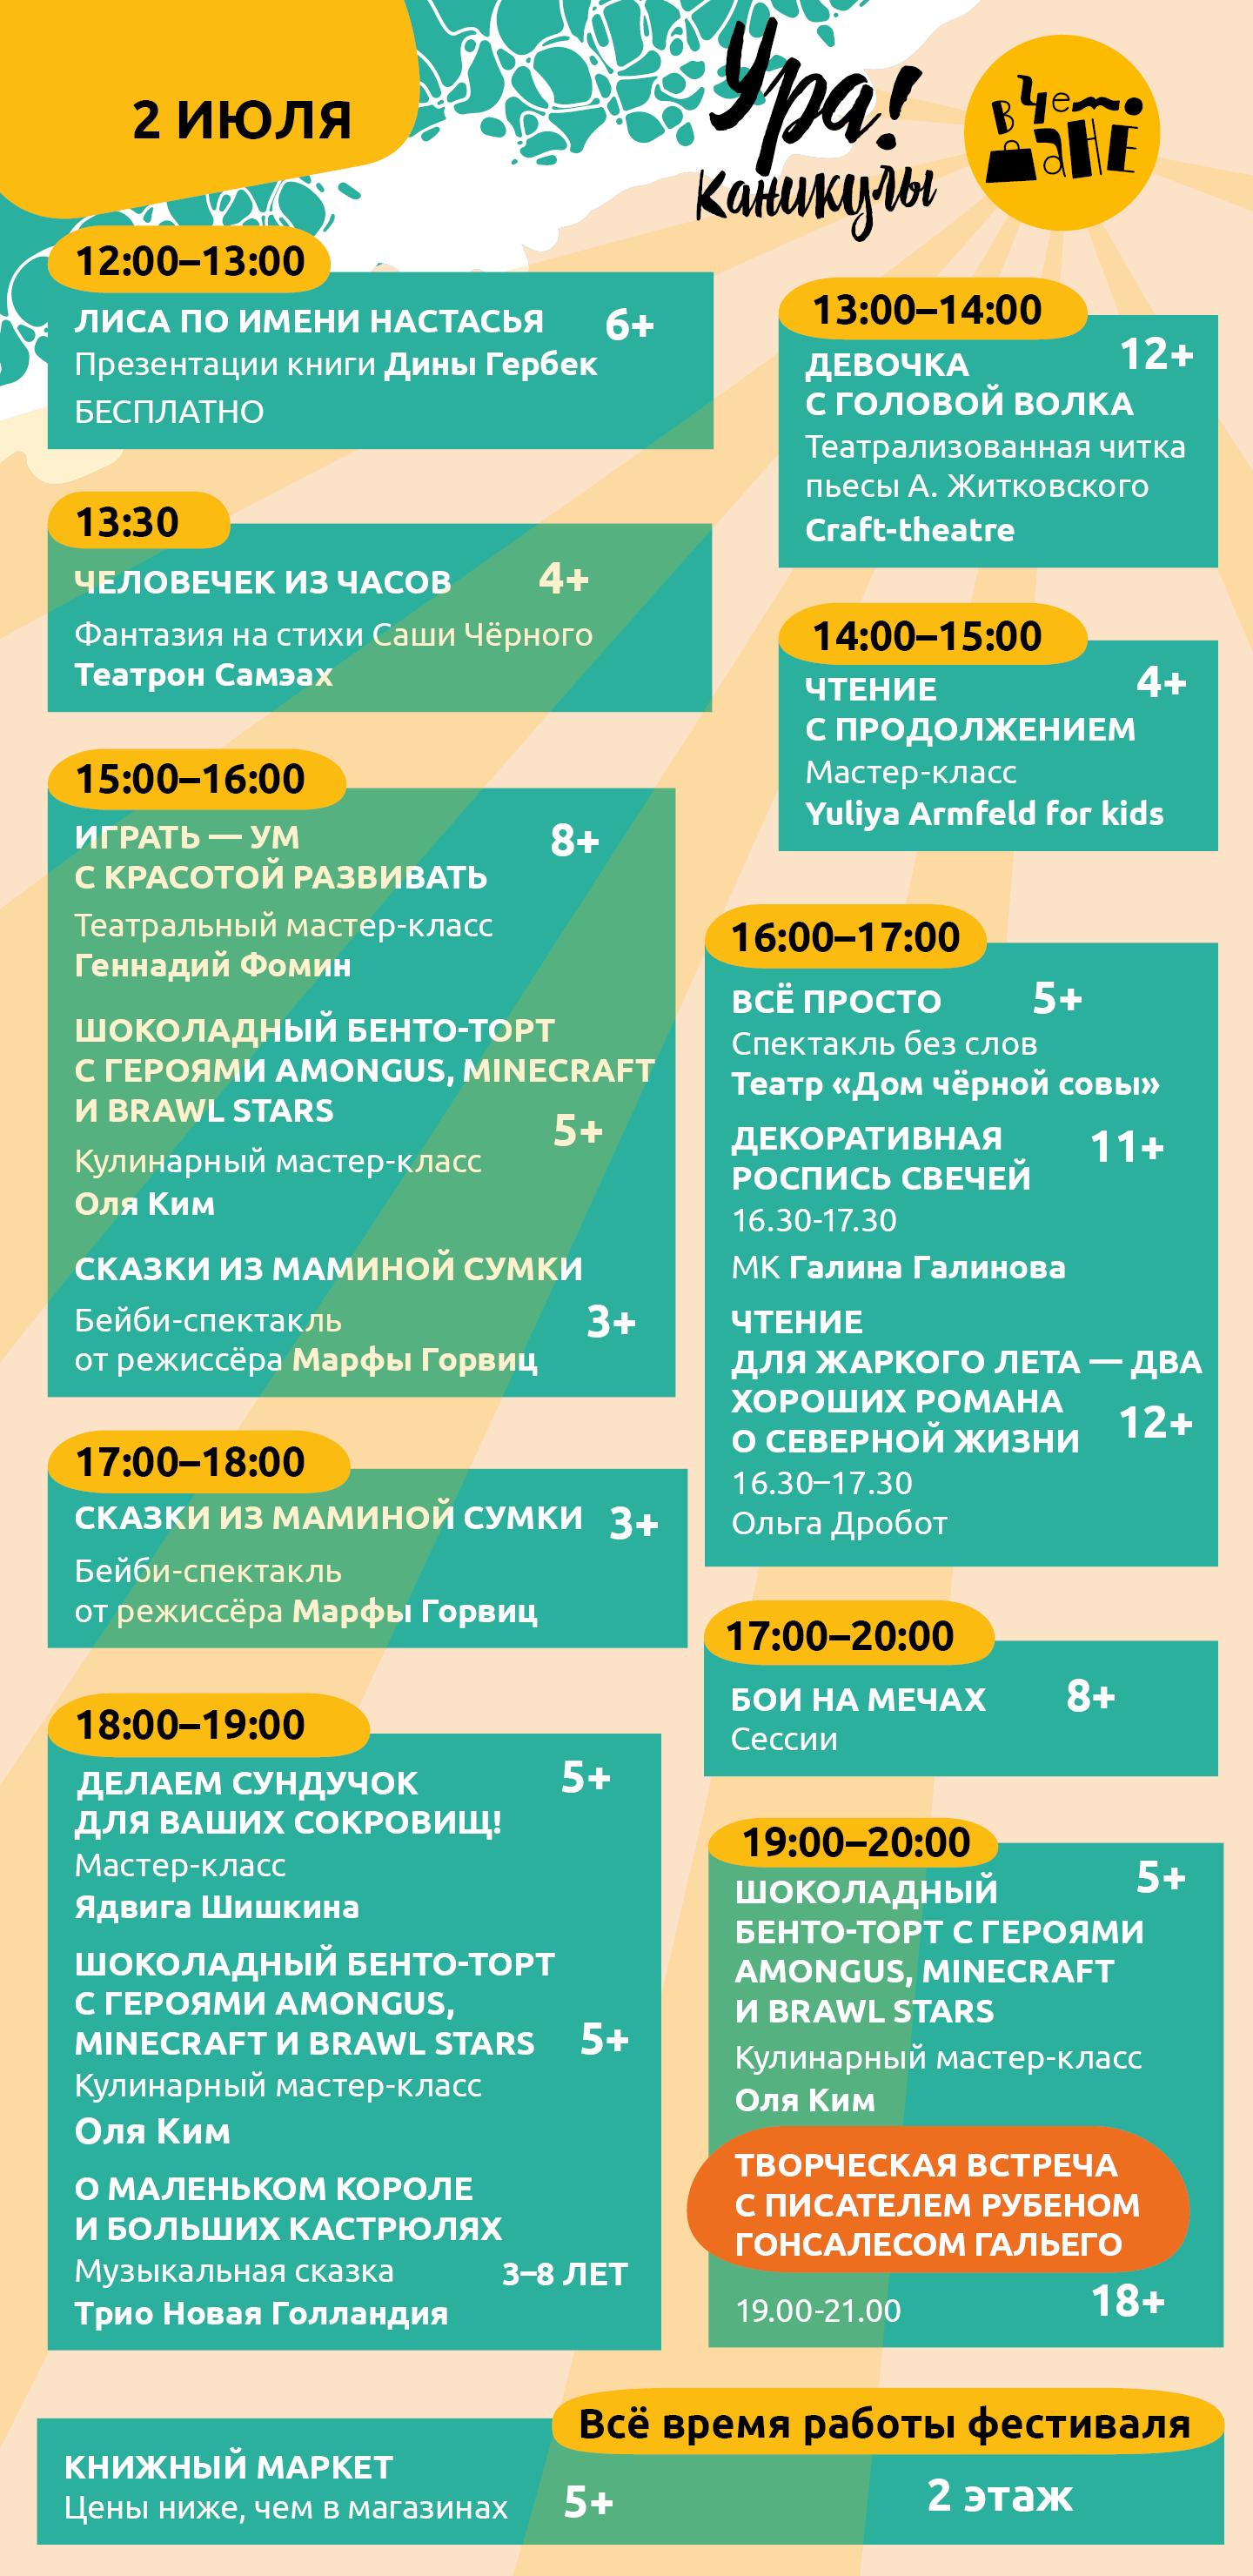 2 ИЮЛЯ
Ура!
Каникулы
В Чемо
дАНЕ
12:00–13:00
ЛИСА ПО ИМЕНИ НАСТАСЬЯ 6+
Презентации книги Дины Гербек
БЕСПЛАТНО
13:30
ЧЕЛОВЕЧЕК ИЗ ЧАСОВ 4+
Фантазия на стихи Саши Чёрного
Театрон Самэах
15:00–16:00
ИГРАТЬ — УМ 8+
С КРАСОТОЙ РАЗВИВАТЬ
Театральный мастер-класс
Геннадий Фомин
ШОКОЛАДНЫЙ БЕНТО-ТОРТ
С ГЕРОЯМИ AMONGUS, MINECRAFT
И BRAWL STARS
5+
Кулинарный мастер-класс
Оля Ким
СКАЗКИ ИЗ МАМИНОЙ СУМКИ
Бейби-спектакль 3+
от режиссёра Марфы Горвиц
17:00–18:00
СКАЗКИ ИЗ МАМИНОЙ СУМКИ 3+
Бейби-спектакль
от режиссёра Марфы Горвиц
18:00–19:00
ДЕЛАЕМ СУНДУЧОК 5+
ДЛЯ ВАШИХ СОКРОВИЩ!
Мастер-класс
Ядвига Шишкина
ШОКОЛАДНЫЙ БЕНТО-ТОРТ
С ГЕРОЯМИ AMONGUS,
MINECRAFT И BRAWL STARS 5+
Кулинарный мастер-класс
Оля Ким
О МАЛЕНЬКОМ КОРОЛЕ
И БОЛЬШИХ КАСТРЮЛЯХ
Музыкальная сказка 3–8 ЛЕТ
Трио Новая Голландия
13:00–14:00
ДЕВОЧКА 12+
С ГОЛОВОЙ ВОЛКА
Театрализованная читка
пьесы А. Житковского
Craft-theatre
14:00–15:00
ЧТЕНИЕ 4+
С ПРОДОЛЖЕНИЕМ
Мастер-класс
Yuliya Armfeld for kids
16:00–17:00
ВСЁ ПРОСТО 5+
Спектакль без слов
Театр «Дом чёрной совы»
ДЕКОРАТИВНАЯ 11+
РОСПИСЬ СВЕЧЕЙ
16.30-17.30
МК Галина Галинова
ЧТЕНИЕ
ДЛЯ ЖАРКОГО ЛЕТА — ДВА
ХОРОШИХ РОМАНА
О СЕВЕРНОЙ ЖИЗНИ 12+
16.30–17.30
Ольга Дробот
17:00–20:00
БОИ НА МЕЧАХ 8+
Сессии
19:00–20:00
ШОКОЛАДНЫЙ 5+
БЕНТО-ТОРТ С ГЕРОЯМИ
AMONGUS, MINECRAFT
И BRAWL STARS
Кулинарный мастер-класс
Оля Ким
ТВОРЧЕСКАЯ ВСТРЕЧА
С ПИСАТЕЛЕМ РУБЕНОМ
ГОНСАЛЕСОМ ГАЛЬЕГО
19.00-21.00 18+
Всё время работы фестиваля
КНИЖНЫЙ МАРКЕТ
Цены ниже, чем в магазинах 5+
2 этаж